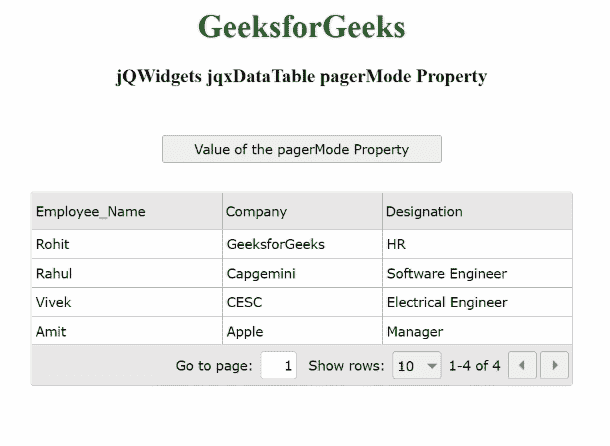 GeeksforGeeks
jQWidgets jqxDataTable pagerMode Property
Value of the pagerMode Property
Employee_Name Company Designation
Rohit GeeksforGeeks HR
Rahul Capgemini Software Engineer
Vivek CESC Electrical Engineer
Amit Apple Manager
Go to page: 1 Show rows: 10 1-4 of 4